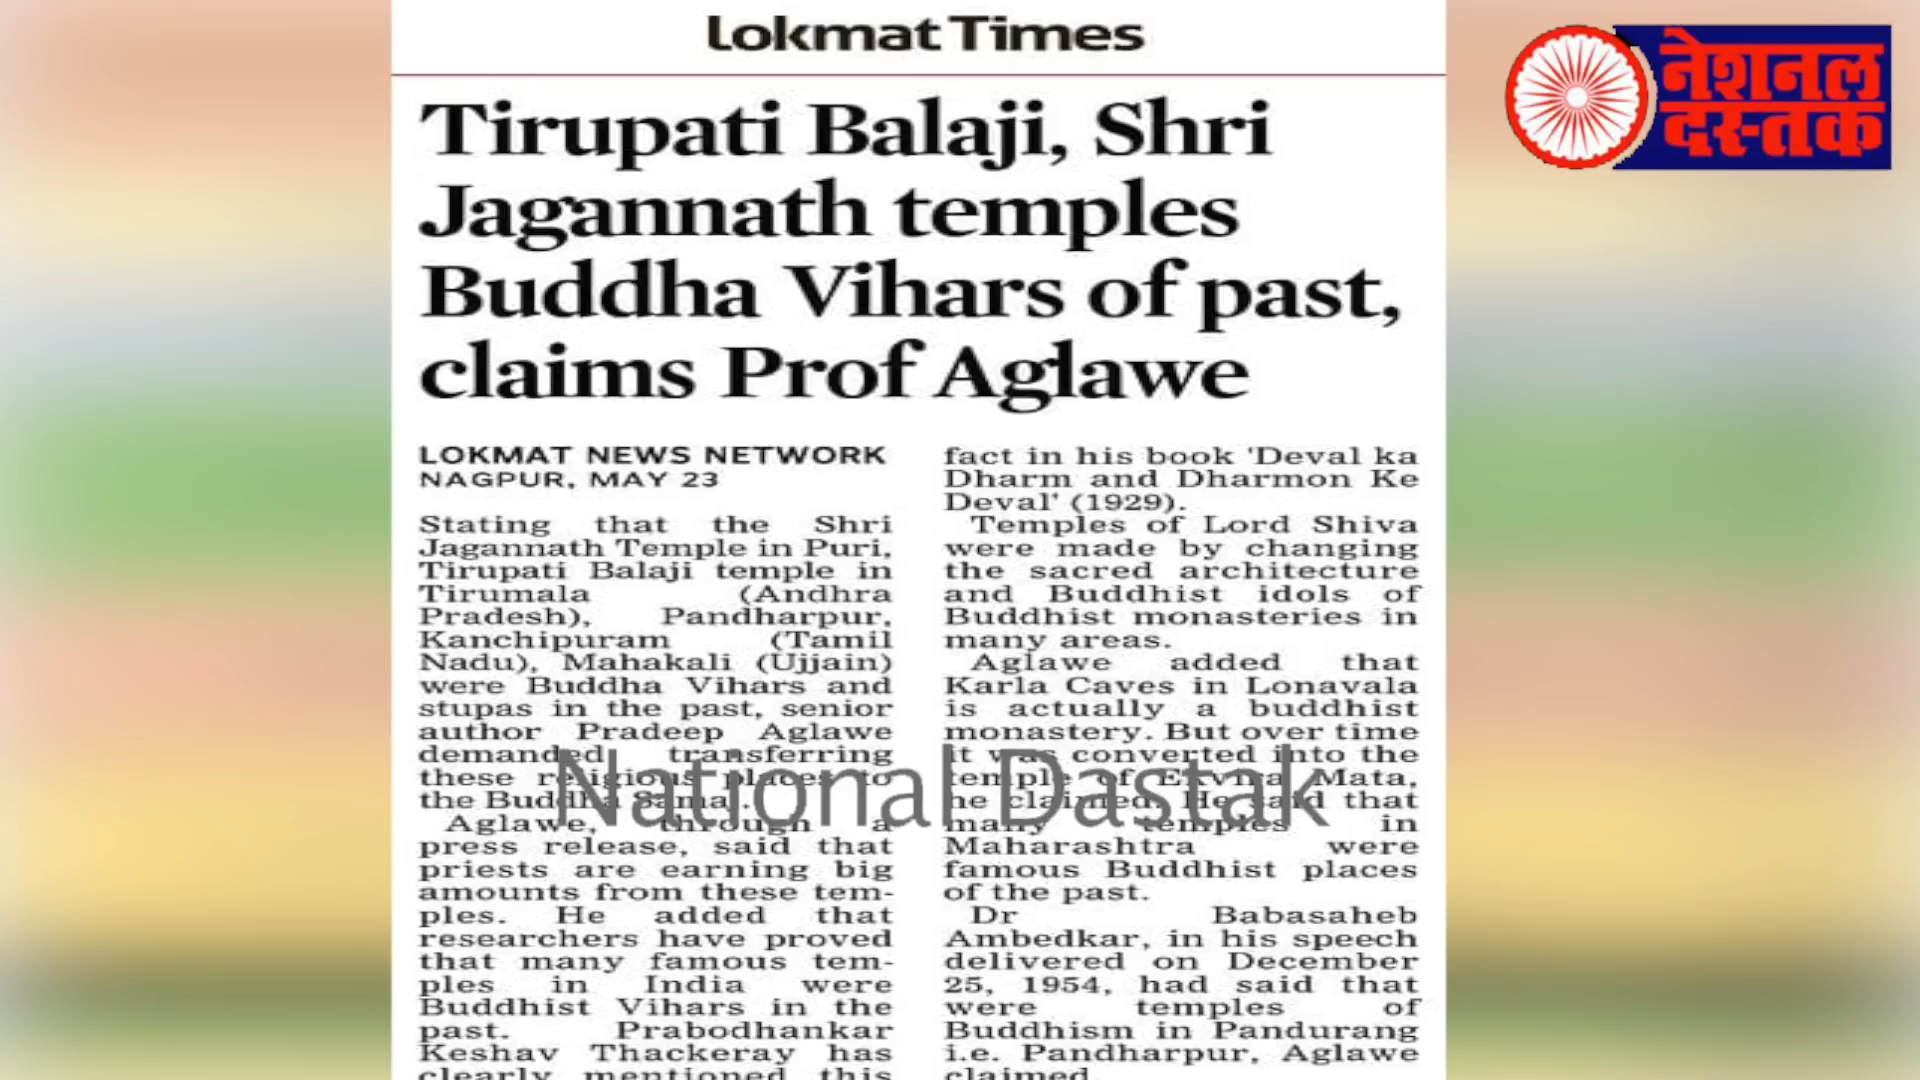 Lokmat Times
नेशनल
दस्तक
Tirupati Balaji, Shri
Jagannath temples
Buddha Vihars of past,
claims Prof Aglawe
LOKMAT NEWS NETWORK
NAGPUR, MAY 23
Stating that the Shri
Jagannath Temple in Puri,
Tirupati Balaji temple in
Tirumala (Andhra
Pradesh), Pandharpur,
Kanchipuram (Tamil
Nadu), Mahakali (Ujjain)
were Buddha Vihars and
stupas in the past, senior
author Pradeep Aglawe
demanded transferring
these religious places to
the Buddha Samaj.
Aglawe, through a
press release, said that
priests are earning big
amounts from these tem-
ples. He added that
researchers have proved
that many famous tem-
ples in India were
Buddhist Vihars in the
past. Prabodhankar
Keshav Thackeray has
clearly mentioned this
fact in his book 'Deval ka
Dharm and Dharmon Ke
Deval' (1929).
Temples of Lord Shiva
were made by changing
the sacred architecture
and Buddhist idols of
Buddhist monasteries in
many areas.
Aglawe added that
Karla Caves in Lonavala
is actually a buddhist
monastery. But over time
it was converted into the
temple of Ekvira Mata,
he claimed. He said that
many temples in
Maharashtra were
famous Buddhist places
of the past.
Dr Babasaheb
Ambedkar, in his speech
delivered on December
25, 1954, had said that
were temples of
Buddhism in Pandurang
i.e. Pandharpur, Aglawe
claimed.
National Dastak